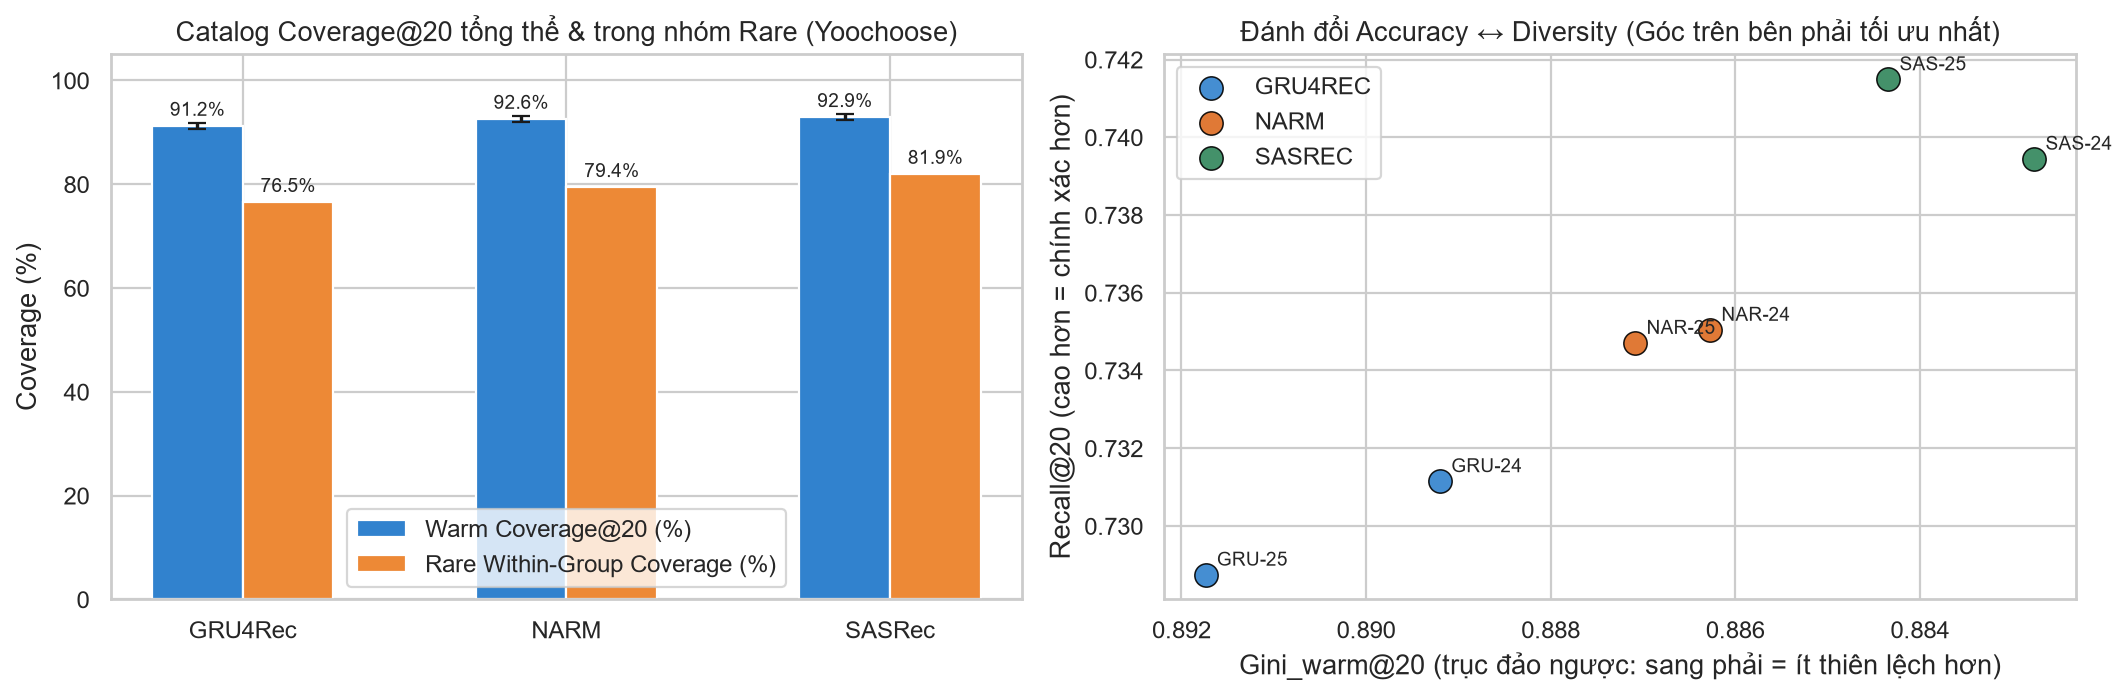 Catalog Coverage@20 tổng thể & trong nhóm Rare (Yoochoose)
Coverage (%)
100
80
60
40
20
0
91.2%
76.5%
92.6%
79.4%
92.9%
81.9%
Warm Coverage@20 (%)
Rare Within-Group Coverage (%)
GRU4Rec
NARM
SASRec
Đánh đổi Accuracy ↔ Diversity (Góc trên bên phải tối ưu nhất)
Recall@20 (cao hơn = chính xác hơn)
0.742
0.740
0.738
0.736
0.734
0.732
0.730
GRU4REC
NARM
SASREC
SAS-25
SAS-24
NAR-25
NAR-24
GRU-24
GRU-25
0.892
0.890
0.888
0.886
0.884
Gini_warm@20 (trục đảo ngược: sang phải = ít thiên lệch hơn)